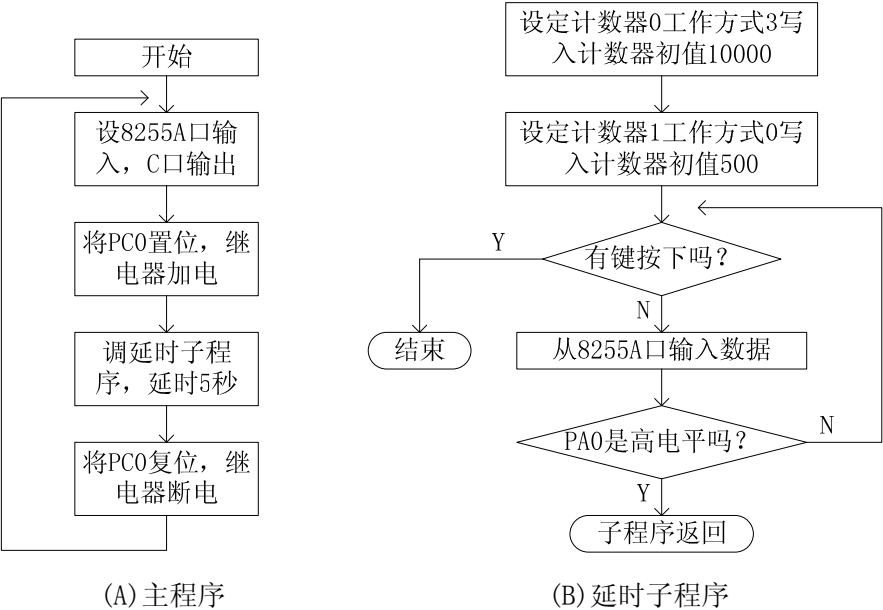 开始
设8255A口输
入，C口输出
将PC0置位，继
电器加电
调延时子程
序，延时5秒
将PC0复位，继
电器断电
(A)主程序
设定计数器0工作方式3写
入计数器初值10000
设定计数器1工作方式0写
入计数器初值500
有键按下吗？
Y
N
结束
从8255A口输入数据
PA0是高电平吗？
N
Y
子程序返回
(B)延时子程序